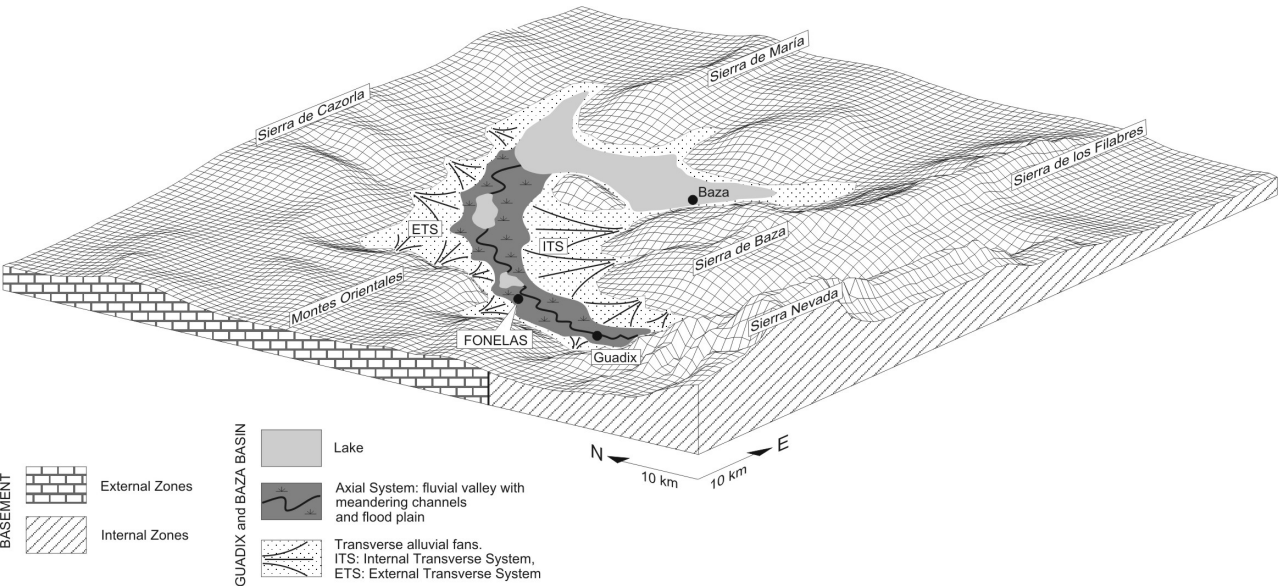 Sierra de María
Sierra de Cazorla
Sierra de los Filabres
Baza
ETS
ITS
Sierra de Baza
Montes Orientales
Sierra Nevada
FONELAS
Guadix
N
E
10 km
10 km
BASEMENT
External Zones
Internal Zones
GUADIX and BAZA BASIN
Lake
Axial System: fluvial valley with
meandering channels
and flood plain
Transverse alluvial fans.
ITS: Internal Transverse System,
ETS: External Transverse System